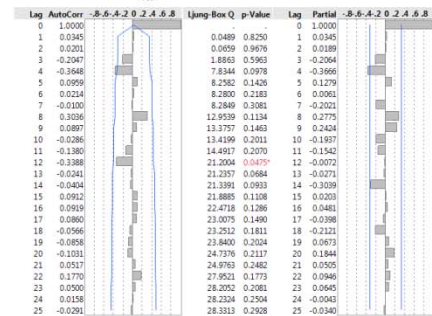 Lag AutoCorr -.8-.6-.4-.2 0 .2 .4 .6 .8 Ljung-Box Q p-Value Lag Partial -.8-.6-.4-.2 0 .2 .4 .6 .8
0 1.0000 0 1.0000
1 0.0345 0.0489 0.8250 1 0.0345
2 0.0201 0.0659 0.9676 2 0.0189
3 -0.2047 1.8863 0.5963 3 -0.2064
4 -0.3648 7.8344 0.0978 4 -0.3666
5 0.0959 8.2582 0.1426 5 0.1279
6 0.0214 8.2800 0.2183 6 0.0061
7 -0.0100 8.2849 0.3081 7 -0.2021
8 0.3036 12.9539 0.1134 8 0.2775
9 0.0897 13.3757 0.1463 9 0.2424
10 -0.0286 13.4199 0.2011 10 -0.1937
11 -0.1380 14.4917 0.2070 11 -0.1542
12 -0.3388 21.2004 0.0475* 12 -0.0072
13 -0.0241 21.2357 0.0684 13 -0.0271
14 -0.0404 21.3391 0.0933 14 -0.3039
15 0.0912 21.8885 0.1108 15 0.0203
16 0.0919 22.4718 0.1286 16 0.0481
17 0.0860 23.0075 0.1490 17 -0.0398
18 -0.0566 23.2512 0.1811 18 -0.2121
19 -0.0858 23.8400 0.2024 19 0.0673
20 -0.1031 24.7376 0.2117 20 0.1844
21 0.0517 24.9763 0.2482 21 0.0505
22 0.1770 27.9521 0.1773 22 0.0946
23 0.0500 28.2052 0.2081 23 0.0645
24 0.0158 28.2324 0.2504 24 -0.0043
25 -0.0291 28.3313 0.2928 25 -0.0340